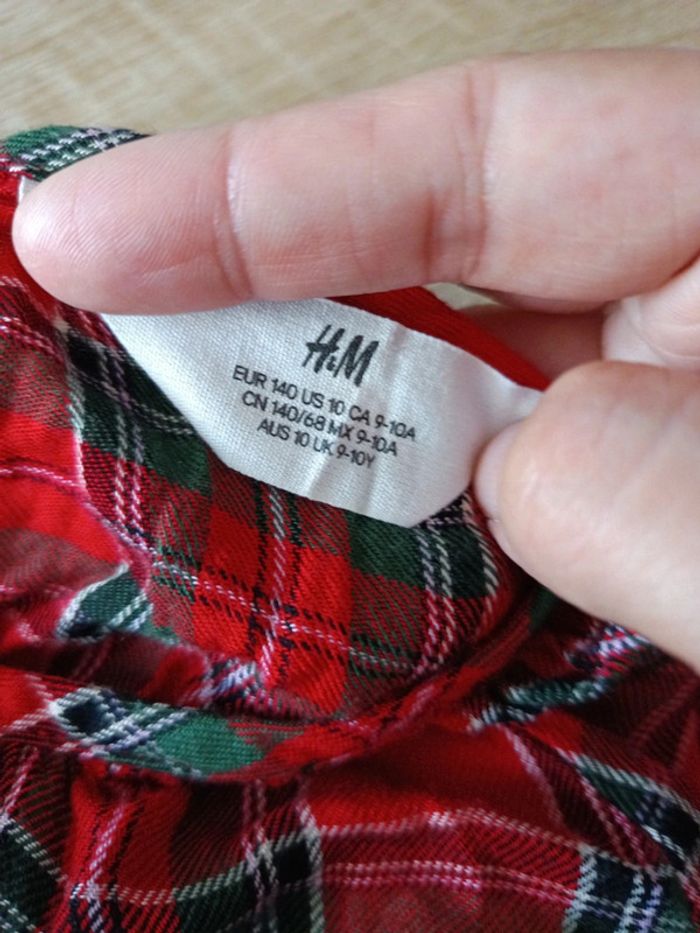 H&M
EUR 140 US 10 CA 9-10A
CN 140/68 MX 9-10A
AUS 10 UK 9-10Y